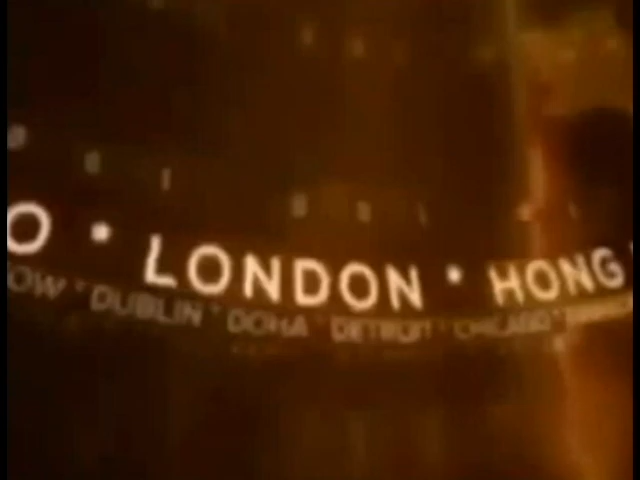 O • LONDON • HONG
OW • DUBLIN • DOHA • DETROIT • CHICAGO •